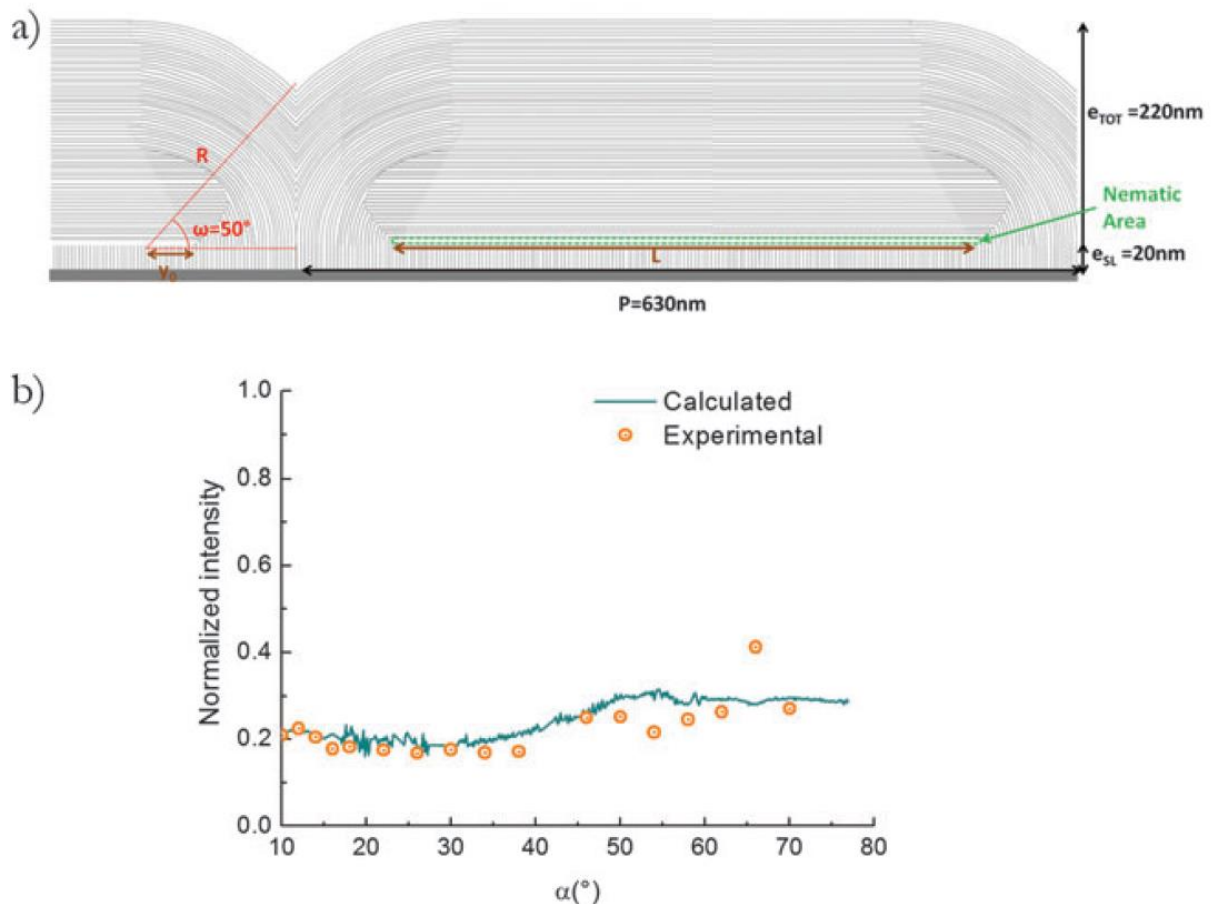 a)
R
ω=50°
y₀
L
e_TOT =220nm
Nematic
Area
e_SL =20nm
P=630nm
b)
Calculated
Experimental
Normalized intensity
1.0
0.8
0.6
0.4
0.2
0.0
10 20 30 40 50 60 70 80
α(°)